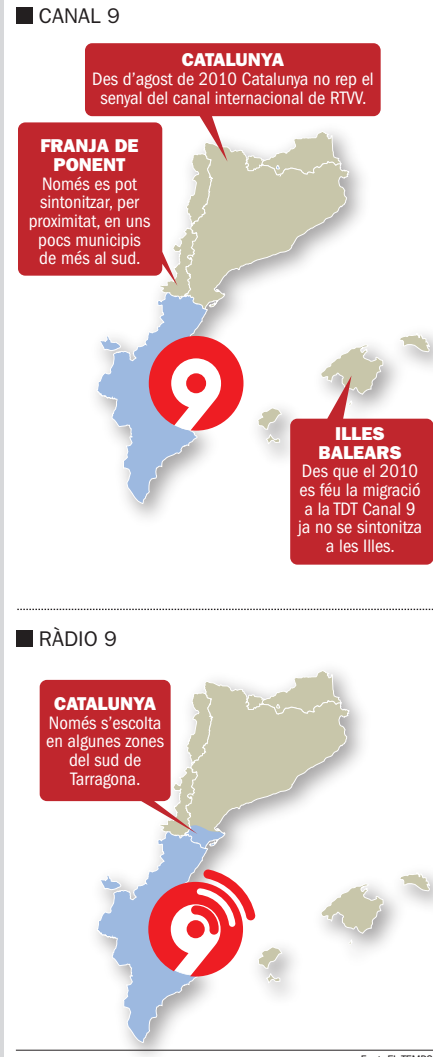 CANAL 9
CATALUNYA
Des d’agost de 2010 Catalunya no rep el
senyal del canal internacional de RTVV.
FRANJA DE
PONENT
Només es pot
sintonitzar, per
proximitat, en uns
pocs municipis
de més al sud.
9
ILLES
BALEARS
Des que el 2010
es féu la migració
a la TDT Canal 9
ja no se sintonitza
a les Illes.
RÀDIO 9
CATALUNYA
Només s’escolta
en algunes zones
del sud de
Tarragona.
9